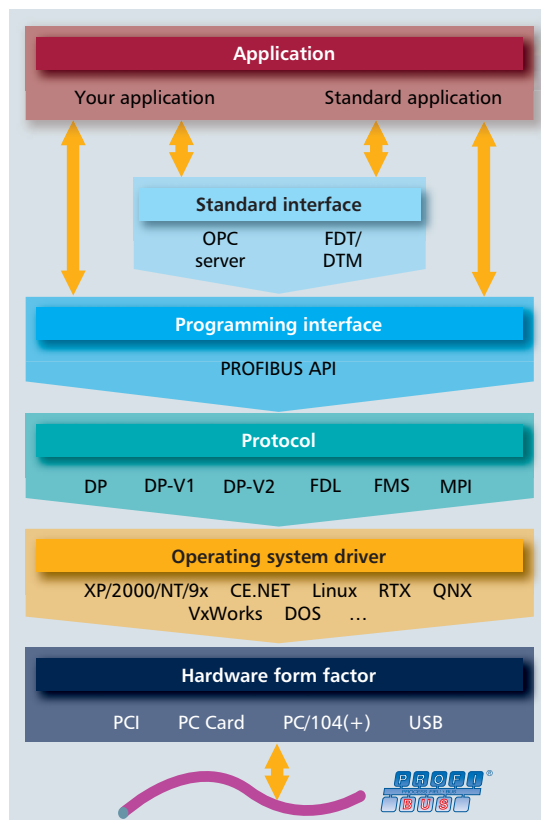 Application
Your application Standard application
Standard interface
OPC FDT/
server DTM
Programming interface
PROFIBUS API
Protocol
DP DP-V1 DP-V2 FDL FMS MPI
Operating system driver
XP/2000/NT/9x CE.NET Linux RTX QNX
VxWorks DOS …
Hardware form factor
PCI PC Card PC/104(+) USB
PROFI®
BUS